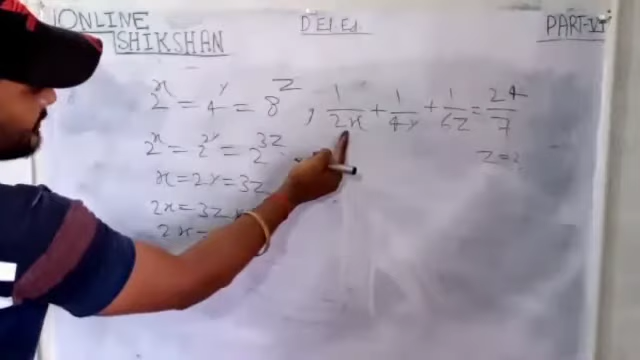 ONLINE SHIKSHAN
D.El.Ed.
PART-VI
2^x = 4^y = 8^z , 1/2x + 1/4y + 1/6z = 24/7
2^x = 2^2y = 2^3z
z = ?
x = 2y = 3z
2x = 3z
2x =